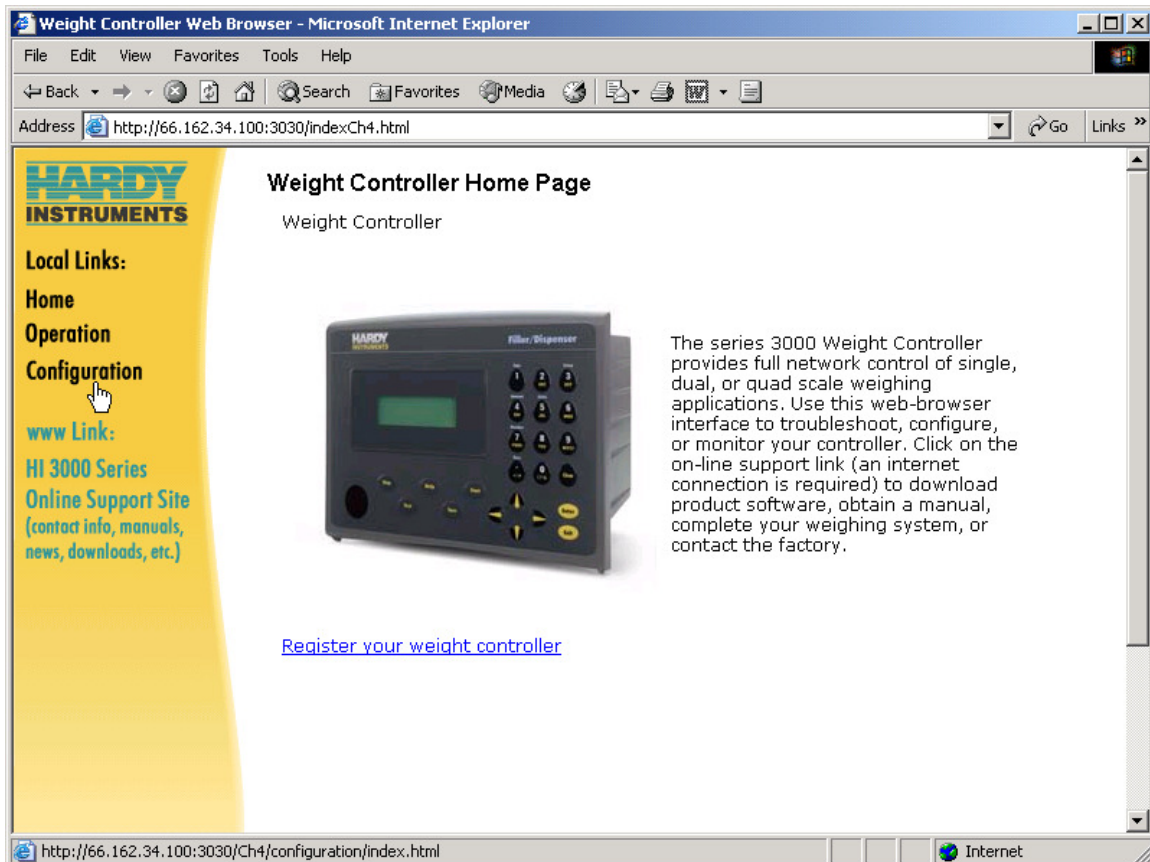 Weight Controller Web Browser - Microsoft Internet Explorer
File Edit View Favorites Tools Help
Back Search Favorites Media
Address http://66.162.34.100:3030/indexCh4.html Go Links »
HARDY
INSTRUMENTS
Local Links:
Home
Operation
Configuration
www Link:
HI 3000 Series
Online Support Site
(contact info, manuals,
news, downloads, etc.)
Weight Controller Home Page
Weight Controller
HARDY
INSTRUMENTS
Filler/Dispenser
The series 3000 Weight Controller
provides full network control of single,
dual, or quad scale weighing
applications. Use this web-browser
interface to troubleshoot, configure,
or monitor your controller. Click on the
on-line support link (an internet
connection is required) to download
product software, obtain a manual,
complete your weighing system, or
contact the factory.
Register your weight controller
http://66.162.34.100:3030/Ch4/configuration/index.html Internet